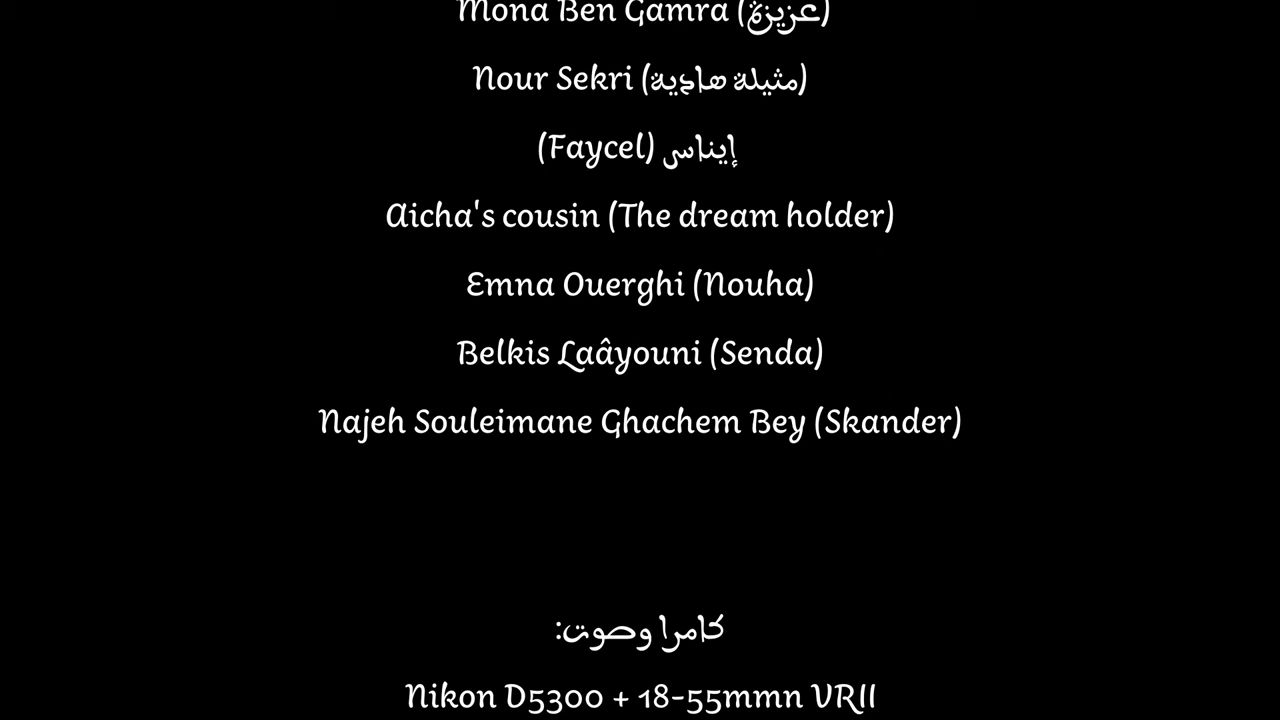 Mona Ben Gamra (عزيزة)
Nour Sekri (مثيلة هادية)
إيناس (Faycel)
Aicha's cousin (The dream holder)
Emna Ouerghi (Nouha)
Belkis Laâyouni (Senda)
Najeh Souleimane Ghachem Bey (Skander)
كامرا وصوت:
Nikon D5300 + 18-55mmn VRII